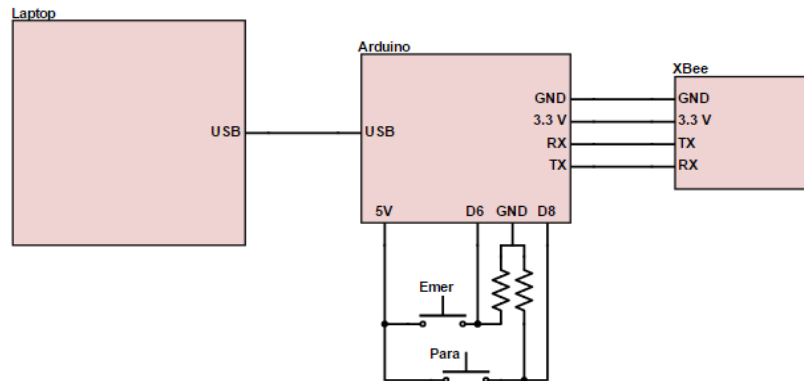 Laptop
Arduino
XBee
GND
GND
3.3 V
3.3 V
USB
USB
RX
TX
TX
RX
5V
D6
GND
D8
Emer
Para